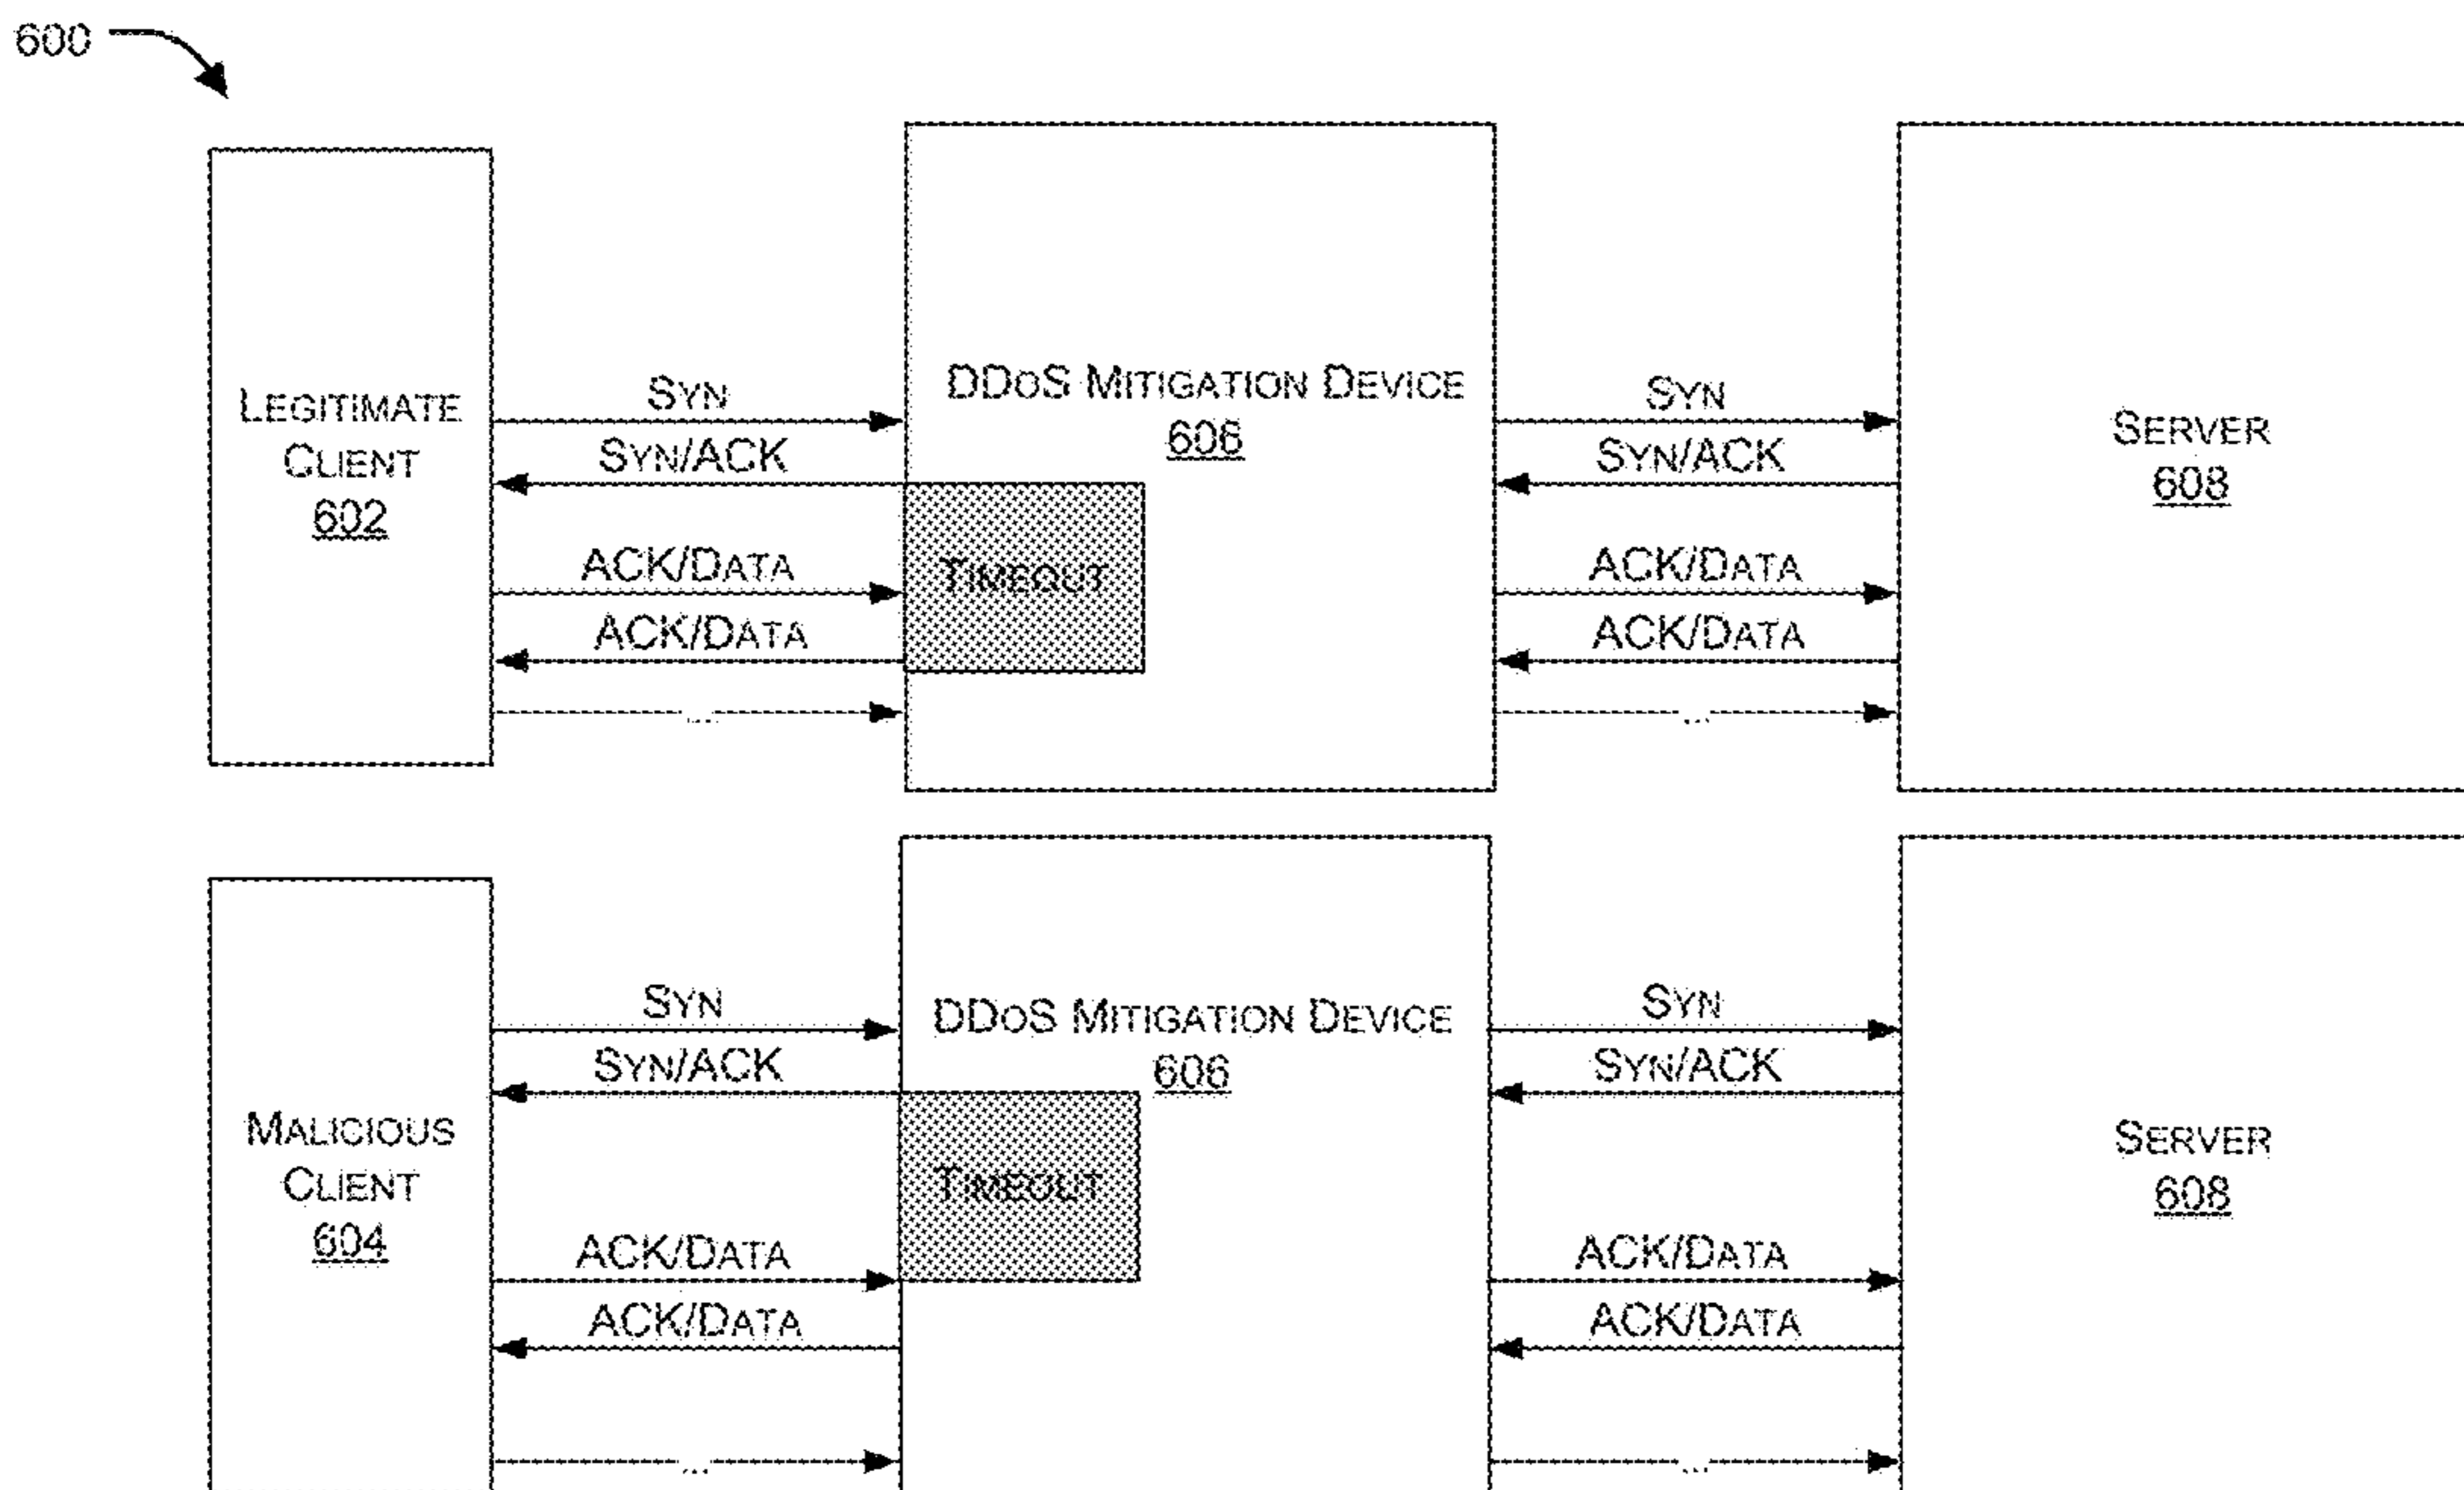 600
SYN
SYN
DDOS MITIGATION DEVICE
606
LEGITIMATE
CLIENT
602
SERVER
608
SYN/ACK
SYN/ACK
ACK/DATA
TIMEOUT
ACK/DATA
ACK/DATA
ACK/DATA
...
...
SYN
DDOS MITIGATION DEVICE
606
SYN
SYN/ACK
SYN/ACK
MALICIOUS
CLIENT
604
TIMEOUT
SERVER
608
ACK/DATA
ACK/DATA
ACK/DATA
ACK/DATA
...
...